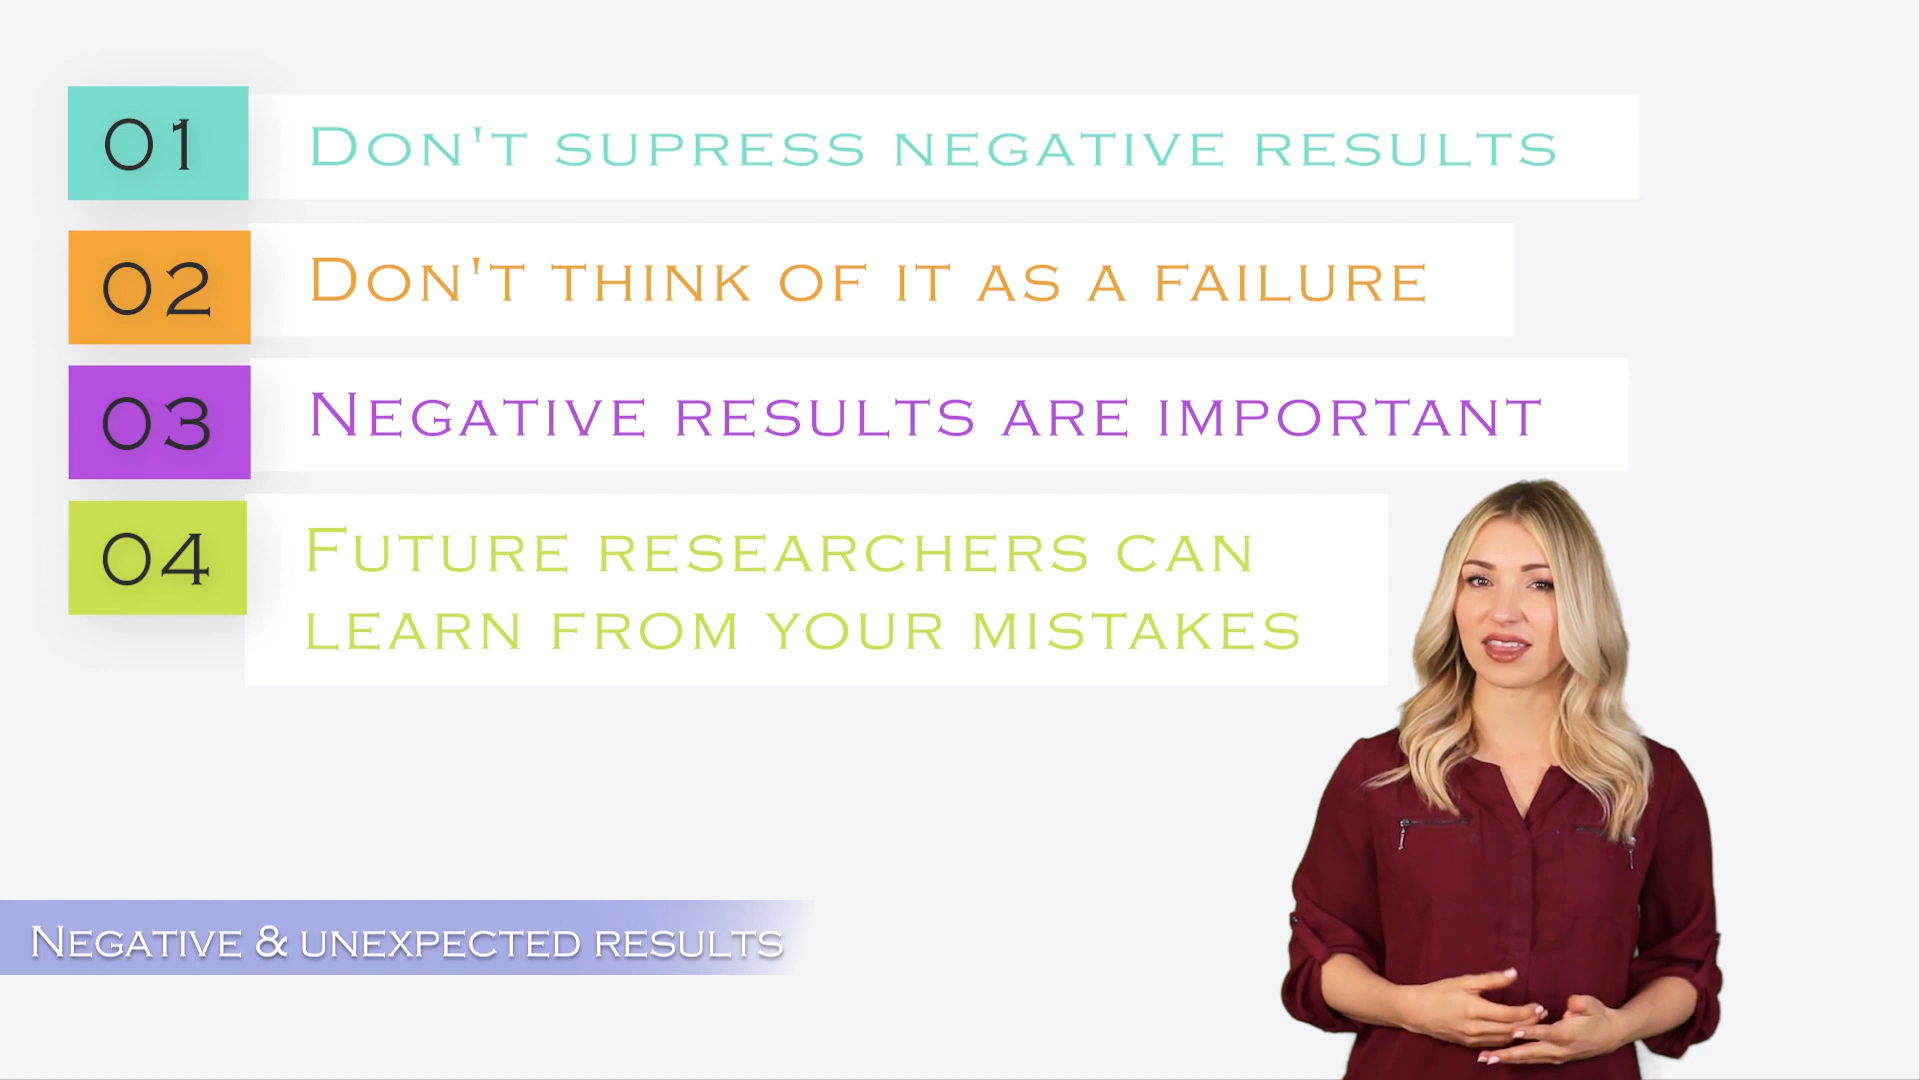 01 Don't supress negative results
02 Don't think of it as a failure
03 Negative results are important
04 Future researchers can
learn from your mistakes
Negative & unexpected results